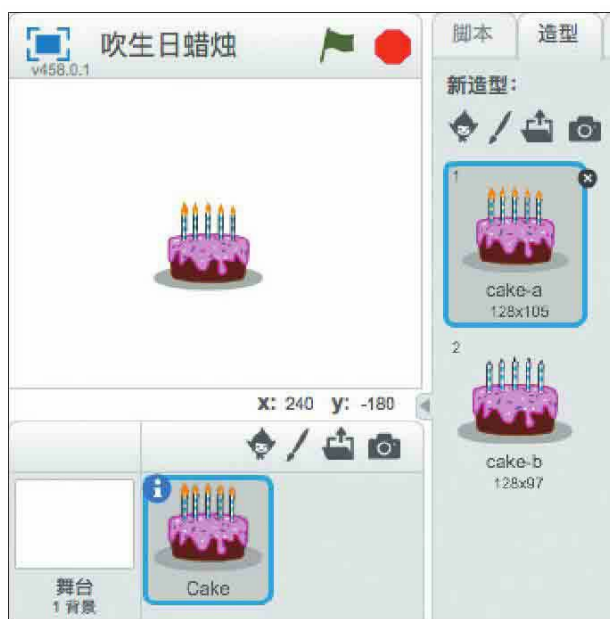 吹生日蜡烛
v458.0.1
脚本
造型
新造型:
1
cake-a
128x105
2
cake-b
128x97
x: 240 y: -180
舞台
1 背景
Cake